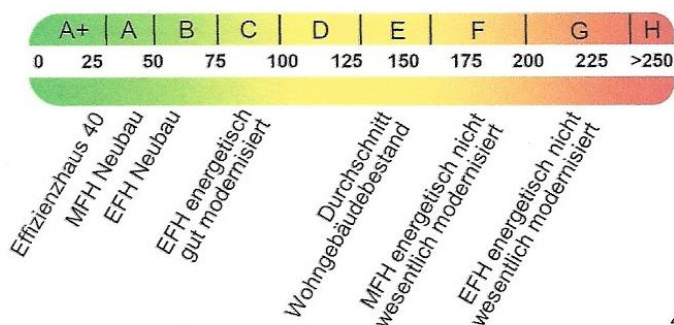 A+ A B C D E F G H
0 25 50 75 100 125 150 175 200 225 >250
Effizienzhaus 40
MFH Neubau
EFH Neubau
EFH energetisch
gut modernisiert
Durchschnitt
Wohngebäudebestand
MFH energetisch nicht
wesentlich modernisiert
EFH energetisch nicht
wesentlich modernisiert